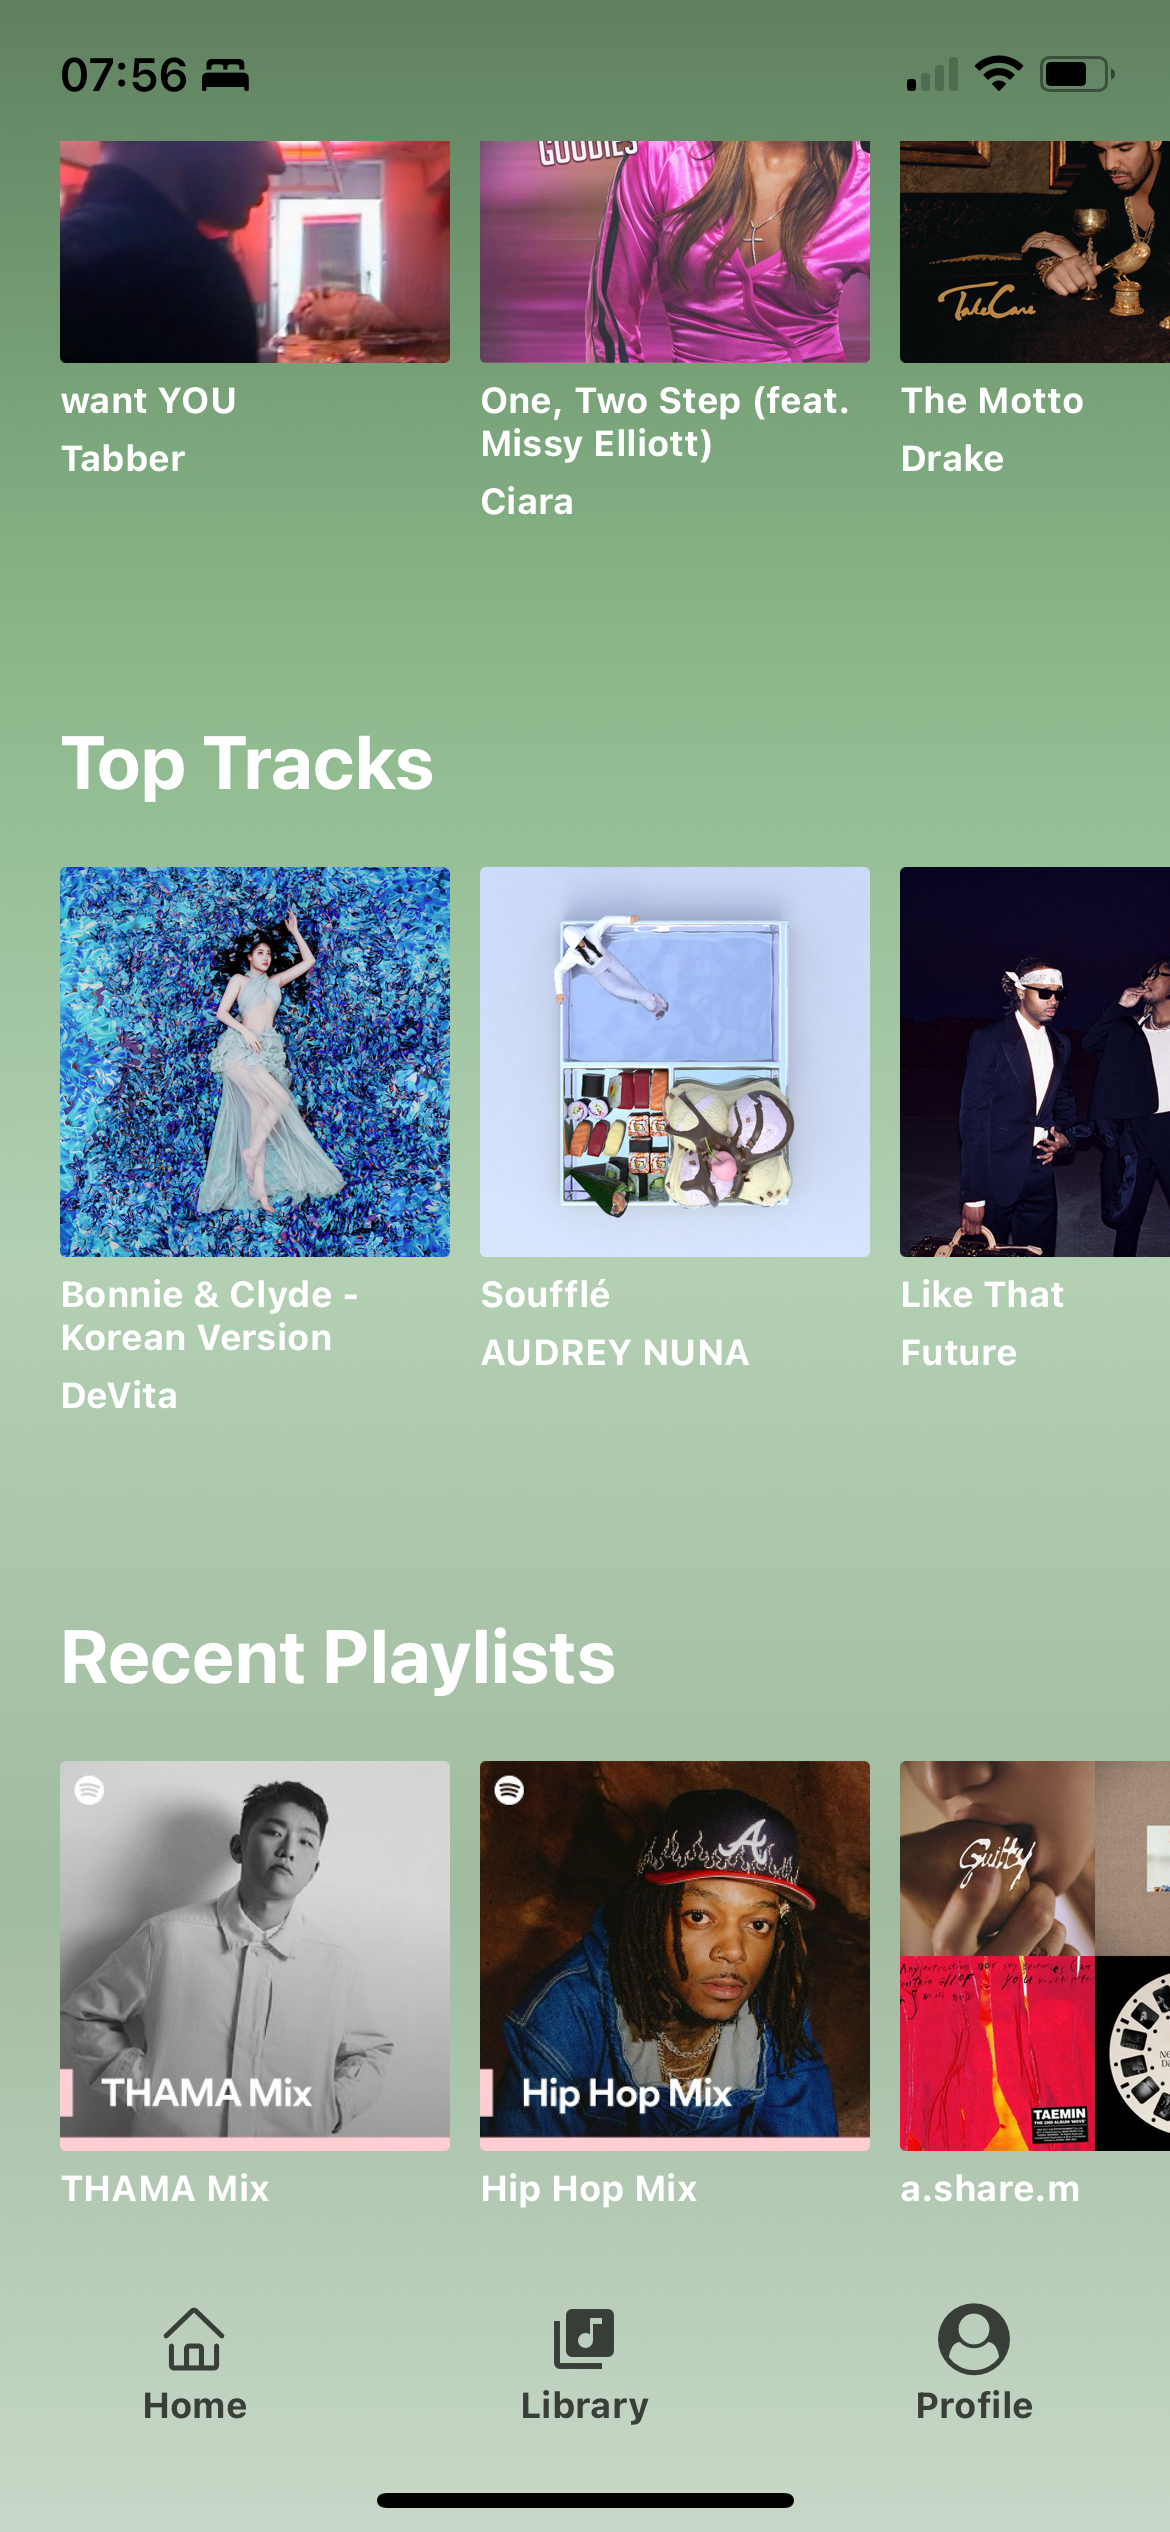 07:56
GOODIES
TakeCare
want YOU
One, Two Step (feat.
Missy Elliott)
The Motto
Tabber
Ciara
Drake
Top Tracks
Bonnie & Clyde -
Korean Version
Soufflé
Like That
DeVita
AUDREY NUNA
Future
Recent Playlists
A
Guilty
THAMA Mix
Hip Hop Mix
TAEMIN
THAMA Mix
Hip Hop Mix
a.share.m
Home
Library
Profile